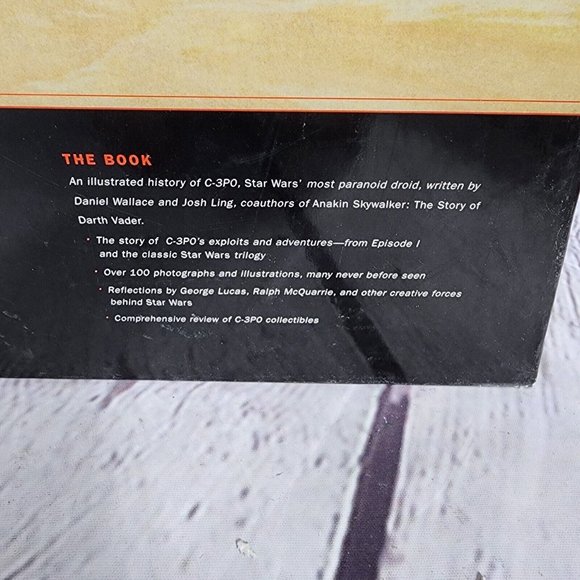 THE BOOK
An illustrated history of C-3PO, Star Wars' most paranoid droid, written by
Daniel Wallace and Josh Ling, coauthors of Anakin Skywalker: The Story of
Darth Vader.
• The story of C-3PO's exploits and adventures—from Episode I
and the classic Star Wars trilogy
• Over 100 photographs and illustrations, many never before seen
• Reflections by George Lucas, Ralph McQuarrie, and other creative forces
behind Star Wars
• Comprehensive review of C-3PO collectibles